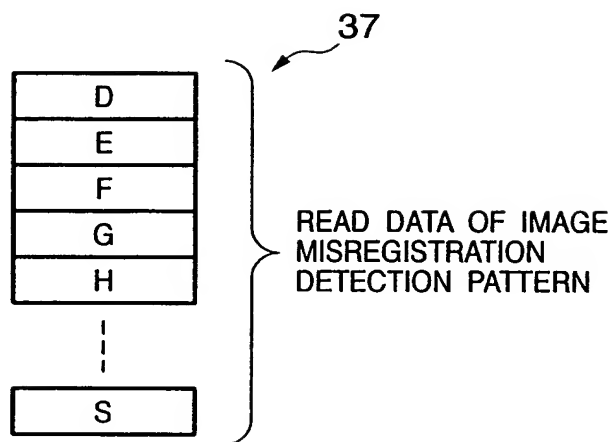 37
D
E
F
G
H
S
READ DATA OF IMAGE
MISREGISTRATION
DETECTION PATTERN